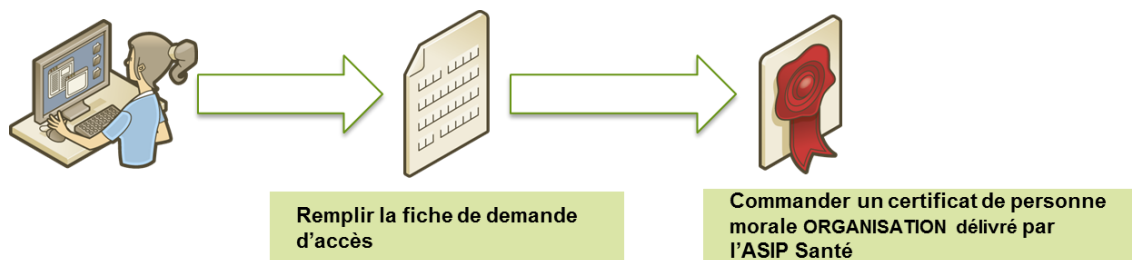 Remplir la fiche de demande
d'accès
Commander un certificat de personne
morale ORGANISATION délivré par
l'ASIP Santé